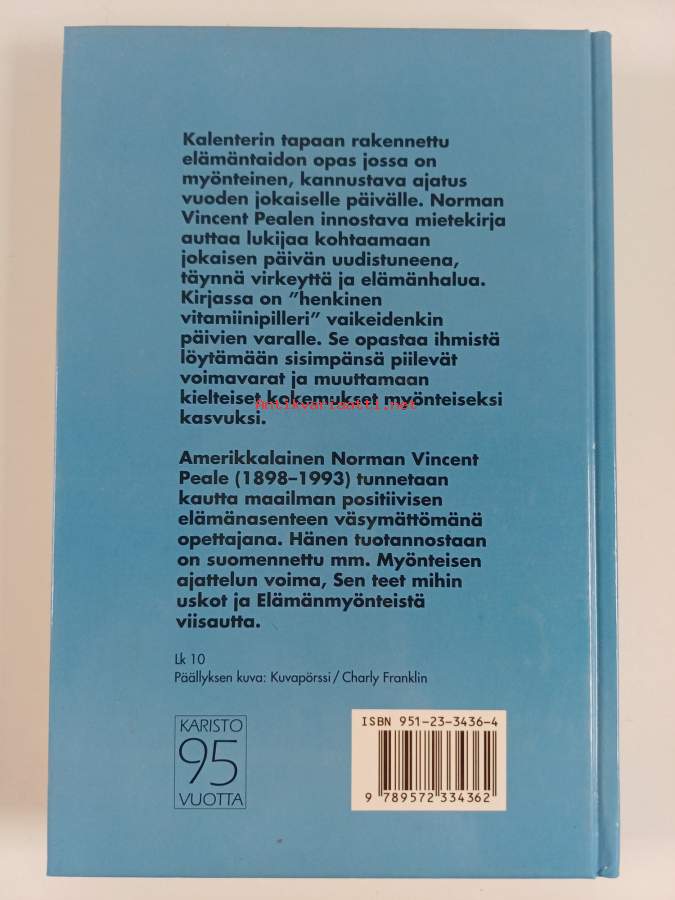 Kalenterin tapaan rakennettu
elämäntaidon opas jossa on
myönteinen, kannustava ajatus
vuoden jokaiselle päivälle. Norman
Vincent Pealen innostava mietekirja
auttaa lukijaa kohtaamaan
jokaisen päivän uudistuneena,
täynnä virkeyttä ja elämänhalua.
Kirjassa on ”henkinen
vitamiinipilleri” vaikeidenkin
päivien varalle. Se opastaa ihmistä
löytämään sisimpänsä piilevät
voimavarat ja muuttamaan
kielteiset kokemukset myönteiseksi
Antikvariaatti.net
kasvuksi.
Amerikkalainen Norman Vincent
Peale (1898–1993) tunnetaan
kautta maailman positiivisen
elämänasenteen väsymättömänä
opettajana. Hänen tuotannostaan
on suomennettu mm. Myönteisen
ajattelun voima, Sen teet mihin
uskot ja Elämänmyönteistä
viisautta.
Lk 10
Päällyksen kuva: Kuvapörssi / Charly Franklin
KARISTO
95
VUOTTA
ISBN 951-23-3436-4
9 789572 334362